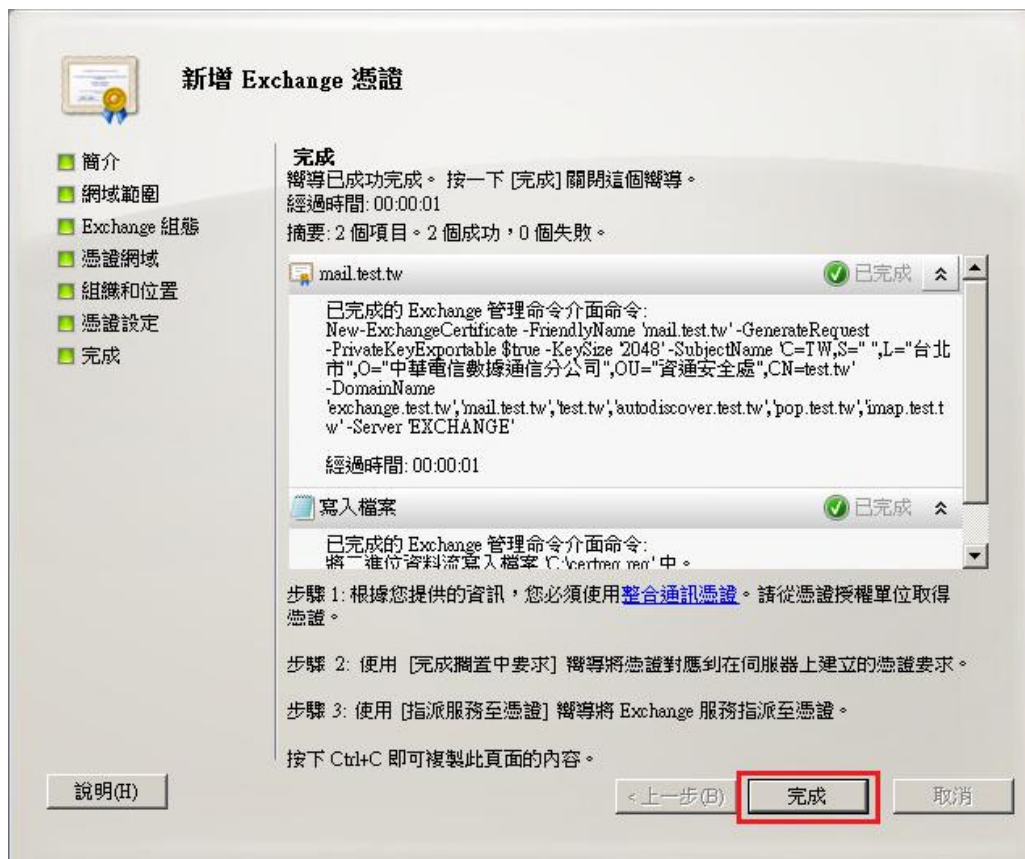 新增 Exchange 憑證
簡介
網域範圍
Exchange 組態
憑證網域
組織和位置
憑證設定
完成
完成
嚮導已成功完成。 按一下 [完成] 關閉這個嚮導。
經過時間: 00:00:01
摘要: 2 個項目。2 個成功，0 個失敗。
mail.test.tw
已完成
已完成的 Exchange 管理命令介面命令:
New-ExchangeCertificate -FriendlyName 'mail.test.tw' -GenerateRequest
-PrivateKeyExportable $true -KeySize '2048' -SubjectName 'C=TW,S=" ",L="台北
市",O="中華電信數據通信分公司",OU="資通安全處",CN=test.tw'
-DomainName
'exchange.test.tw','mail.test.tw','test.tw','autodiscover.test.tw','pop.test.tw','imap.test.t
w' -Server 'EXCHANGE'
經過時間: 00:00:01
寫入檔案
已完成
已完成的 Exchange 管理命令介面命令:
將二進位資料流寫入檔案 'C:\certreq.req' 中。
步驟 1: 根據您提供的資訊，您必須使用整合通訊憑證。請從憑證授權單位取得
憑證。
步驟 2: 使用 [完成擱置中要求] 嚮導將憑證對應到在伺服器上建立的憑證要求。
步驟 3: 使用 [指派服務至憑證] 嚮導將 Exchange 服務指派至憑證。
按下 Ctrl+C 即可複製此頁面的內容。
說明(H)
<上一步(B)
完成
取消